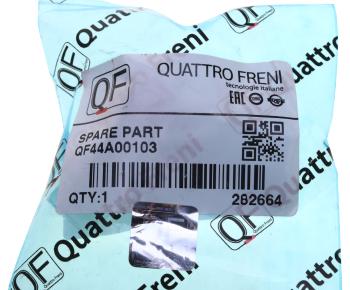 QUATTRO FRENI
QF
QUATTRO FRENI
tecnologie italiane
EAC
SPARE PART
QF44A00103
QTY:1
282664
QF Quattro Freni
QF
Quattro